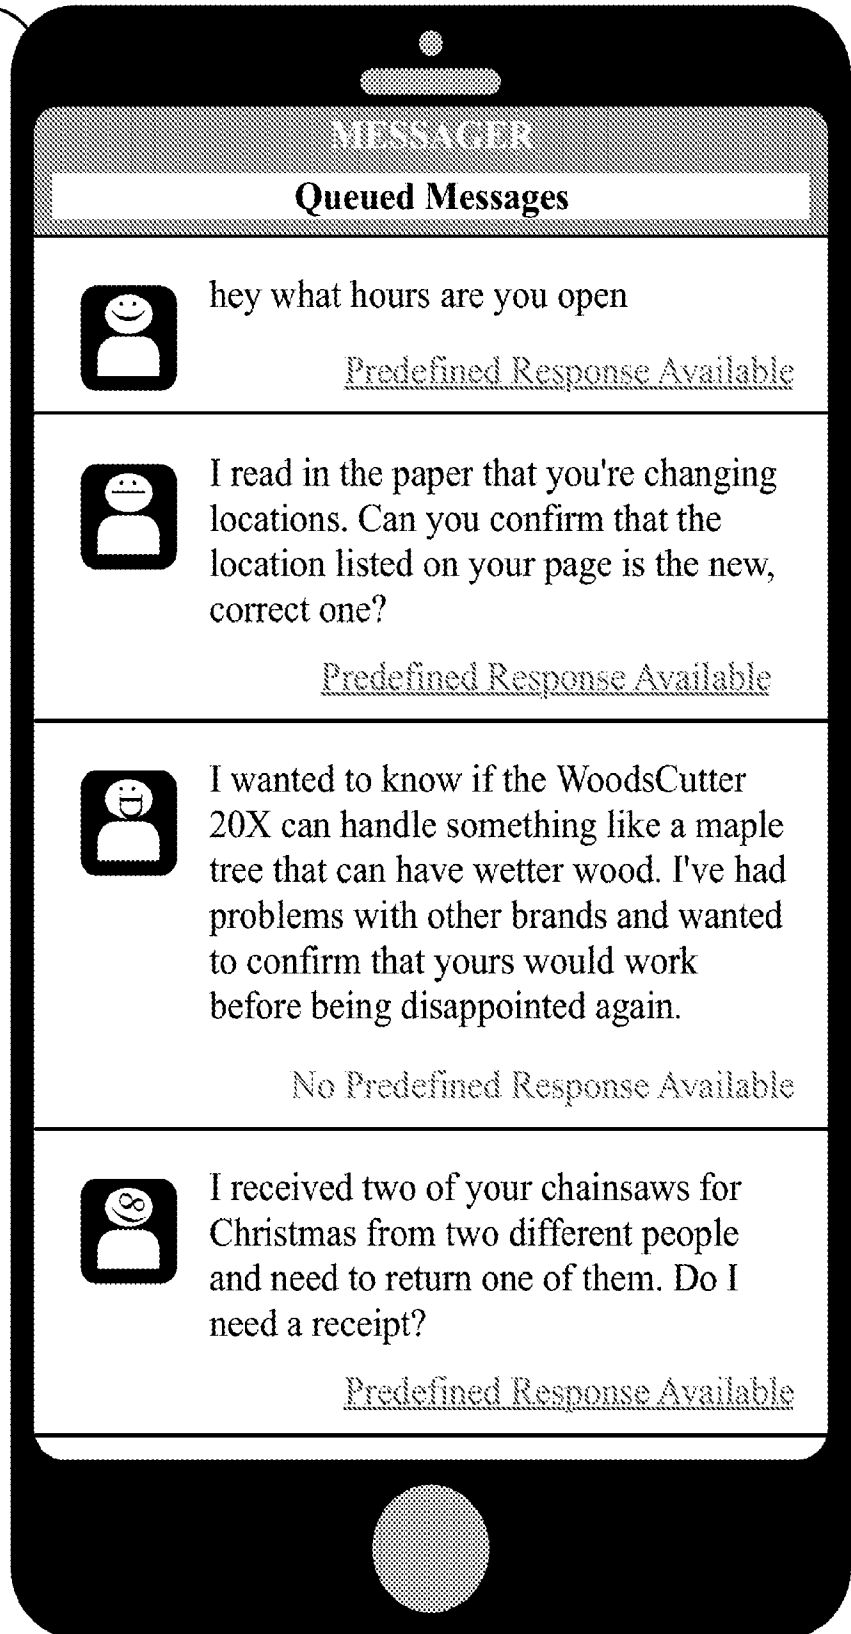 MESSAGER
Queued Messages
hey what hours are you open
Predefined Response Available
I read in the paper that you're changing
locations. Can you confirm that the
location listed on your page is the new,
correct one?
Predefined Response Available
I wanted to know if the WoodsCutter
20X can handle something like a maple
tree that can have wetter wood. I've had
problems with other brands and wanted
to confirm that yours would work
before being disappointed again.
No Predefined Response Available
I received two of your chainsaws for
Christmas from two different people
and need to return one of them. Do I
need a receipt?
Predefined Response Available